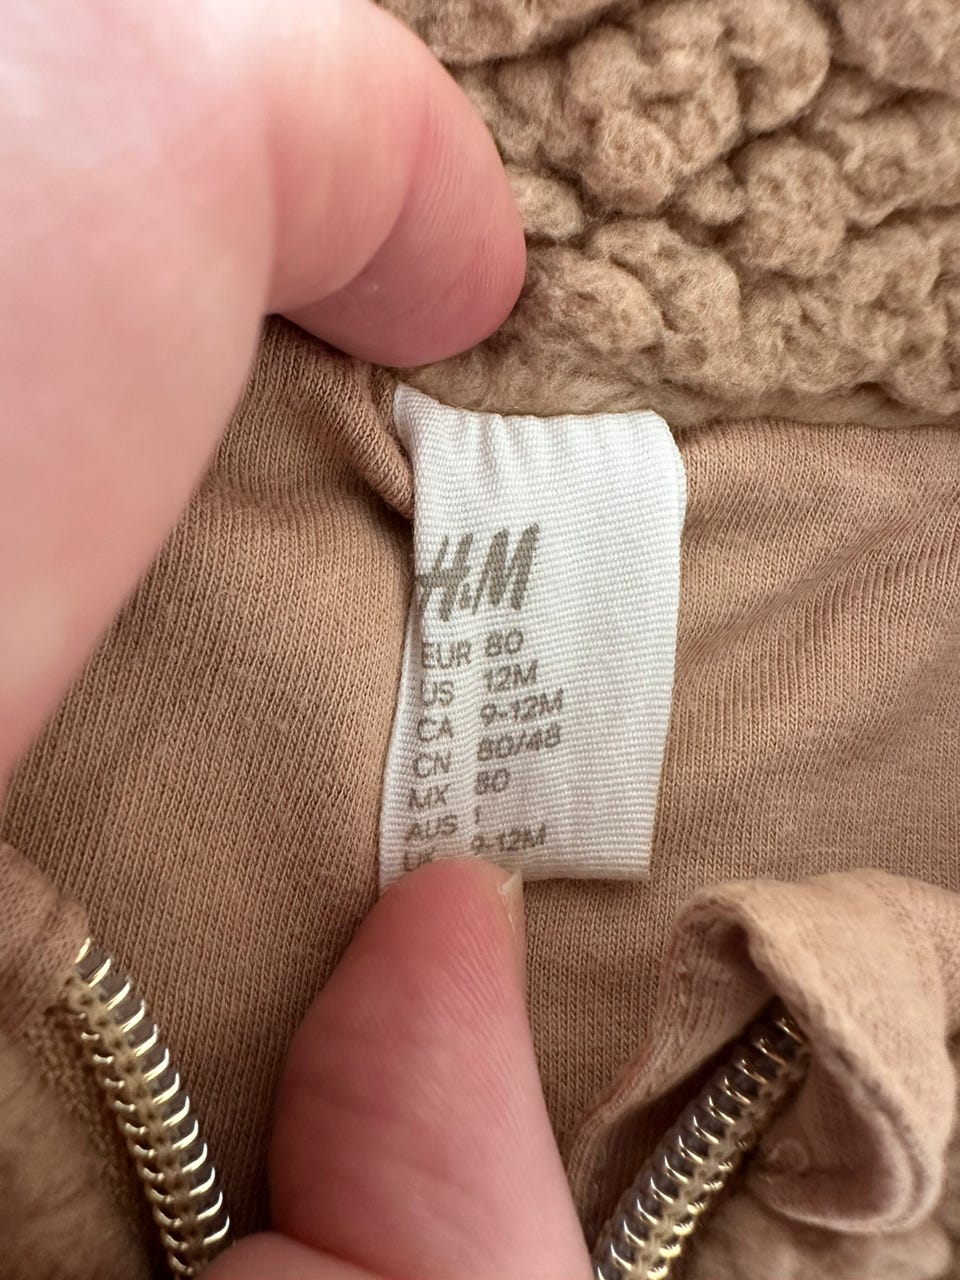 H&M
EUR 80
US 12M
CA 9-12M
CN 80/48
MX 80
AUS 1
UK 9-12M